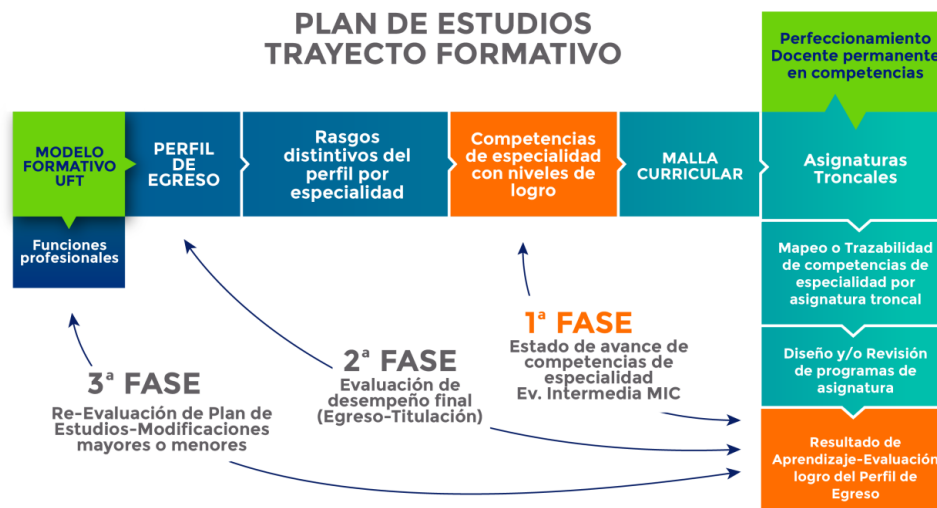 PLAN DE ESTUDIOS
TRAYECTO FORMATIVO
Perfeccionamiento
Docente permanente
en competencias
MODELO
FORMATIVO
UFT
PERFIL
DE
EGRESO
Rasgos
distintivos del
perfil por
especialidad
Competencias
de especialidad
con niveles de
logro
MALLA
CURRICULAR
Asignaturas
Troncales
Funciones
profesionales
Mapeo o Trazabilidad
de competencias de
especialidad por
asignatura troncal
Diseño y/o Revisión
de programas de
asignatura
Resultado de
Aprendizaje-Evaluación
logro del Perfil de
Egreso
1ª FASE
Estado de avance de
competencias de
especialidad
Ev. Intermedia MIC
2ª FASE
Evaluación de
desempeño final
(Egreso-Titulación)
3ª FASE
Re-Evaluación de Plan de
Estudios-Modificaciones
mayores o menores